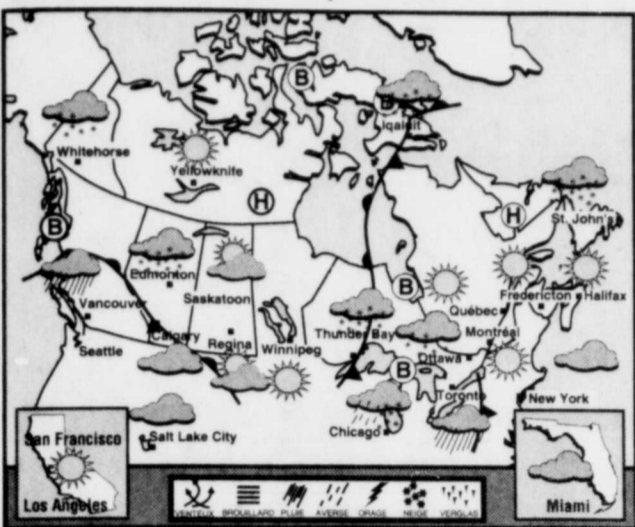 B
B
Iqaluit
Whitehorse
Yellowknife
H
H
St. John's
B
Edmonton
B
Saskatoon
Vancouver
Fredericton
Halifax
Québec
Calgary
Thunder Bay
Montréal
Seattle
Regina
Winnipeg
Ottawa
B
Toronto
New York
San Francisco
Salt Lake City
Chicago
Los Angeles
Miami
VENTEUX BROUILLARD PLUIE AVERSE ORAGE NEIGE VERGLAS